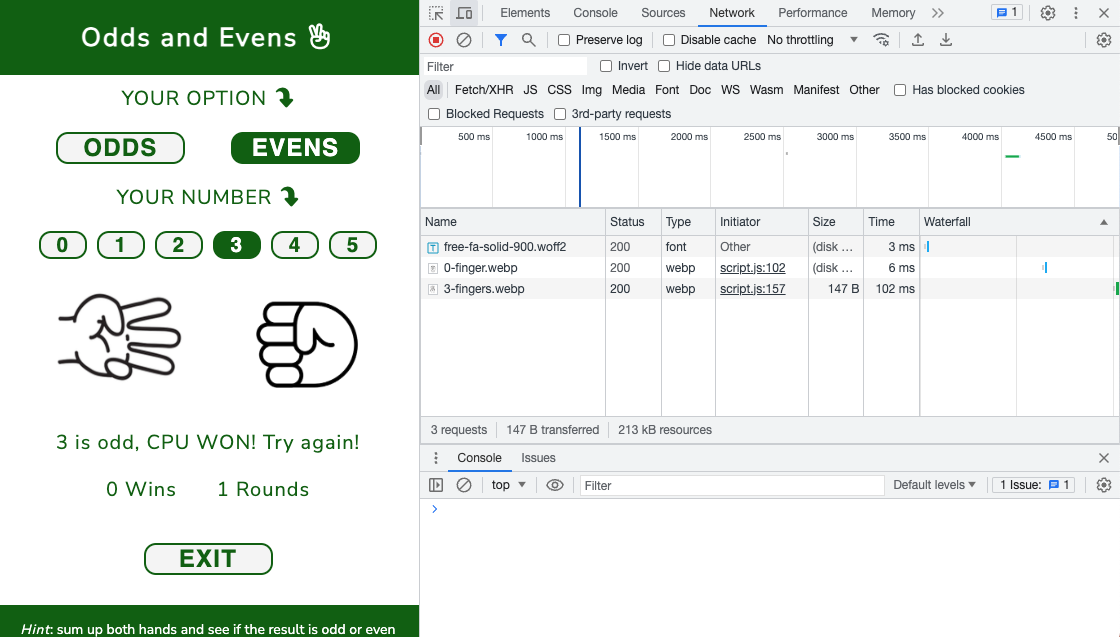 Odds and Evens
YOUR OPTION
ODDS EVENS
YOUR NUMBER
0 1 2 3 4 5
3 is odd, CPU WON! Try again!
0 Wins 1 Rounds
EXIT
Hint: sum up both hands and see if the result is odd or even
Elements Console Sources Network Performance Memory 1
Preserve log Disable cache No throttling
Filter Invert Hide data URLs
All Fetch/XHR JS CSS Img Media Font Doc WS Wasm Manifest Other Has blocked cookies
Blocked Requests 3rd-party requests
500 ms 1000 ms 1500 ms 2000 ms 2500 ms 3000 ms 3500 ms 4000 ms 4500 ms 50
Name Status Type Initiator Size Time Waterfall
free-fa-solid-900.woff2 200 font Other (disk ... 3 ms
0-finger.webp 200 webp script.js:102 (disk ... 6 ms
3-fingers.webp 200 webp script.js:157 147 B 102 ms
3 requests 147 B transferred 213 kB resources
Console Issues
top Filter Default levels 1 Issue: 1